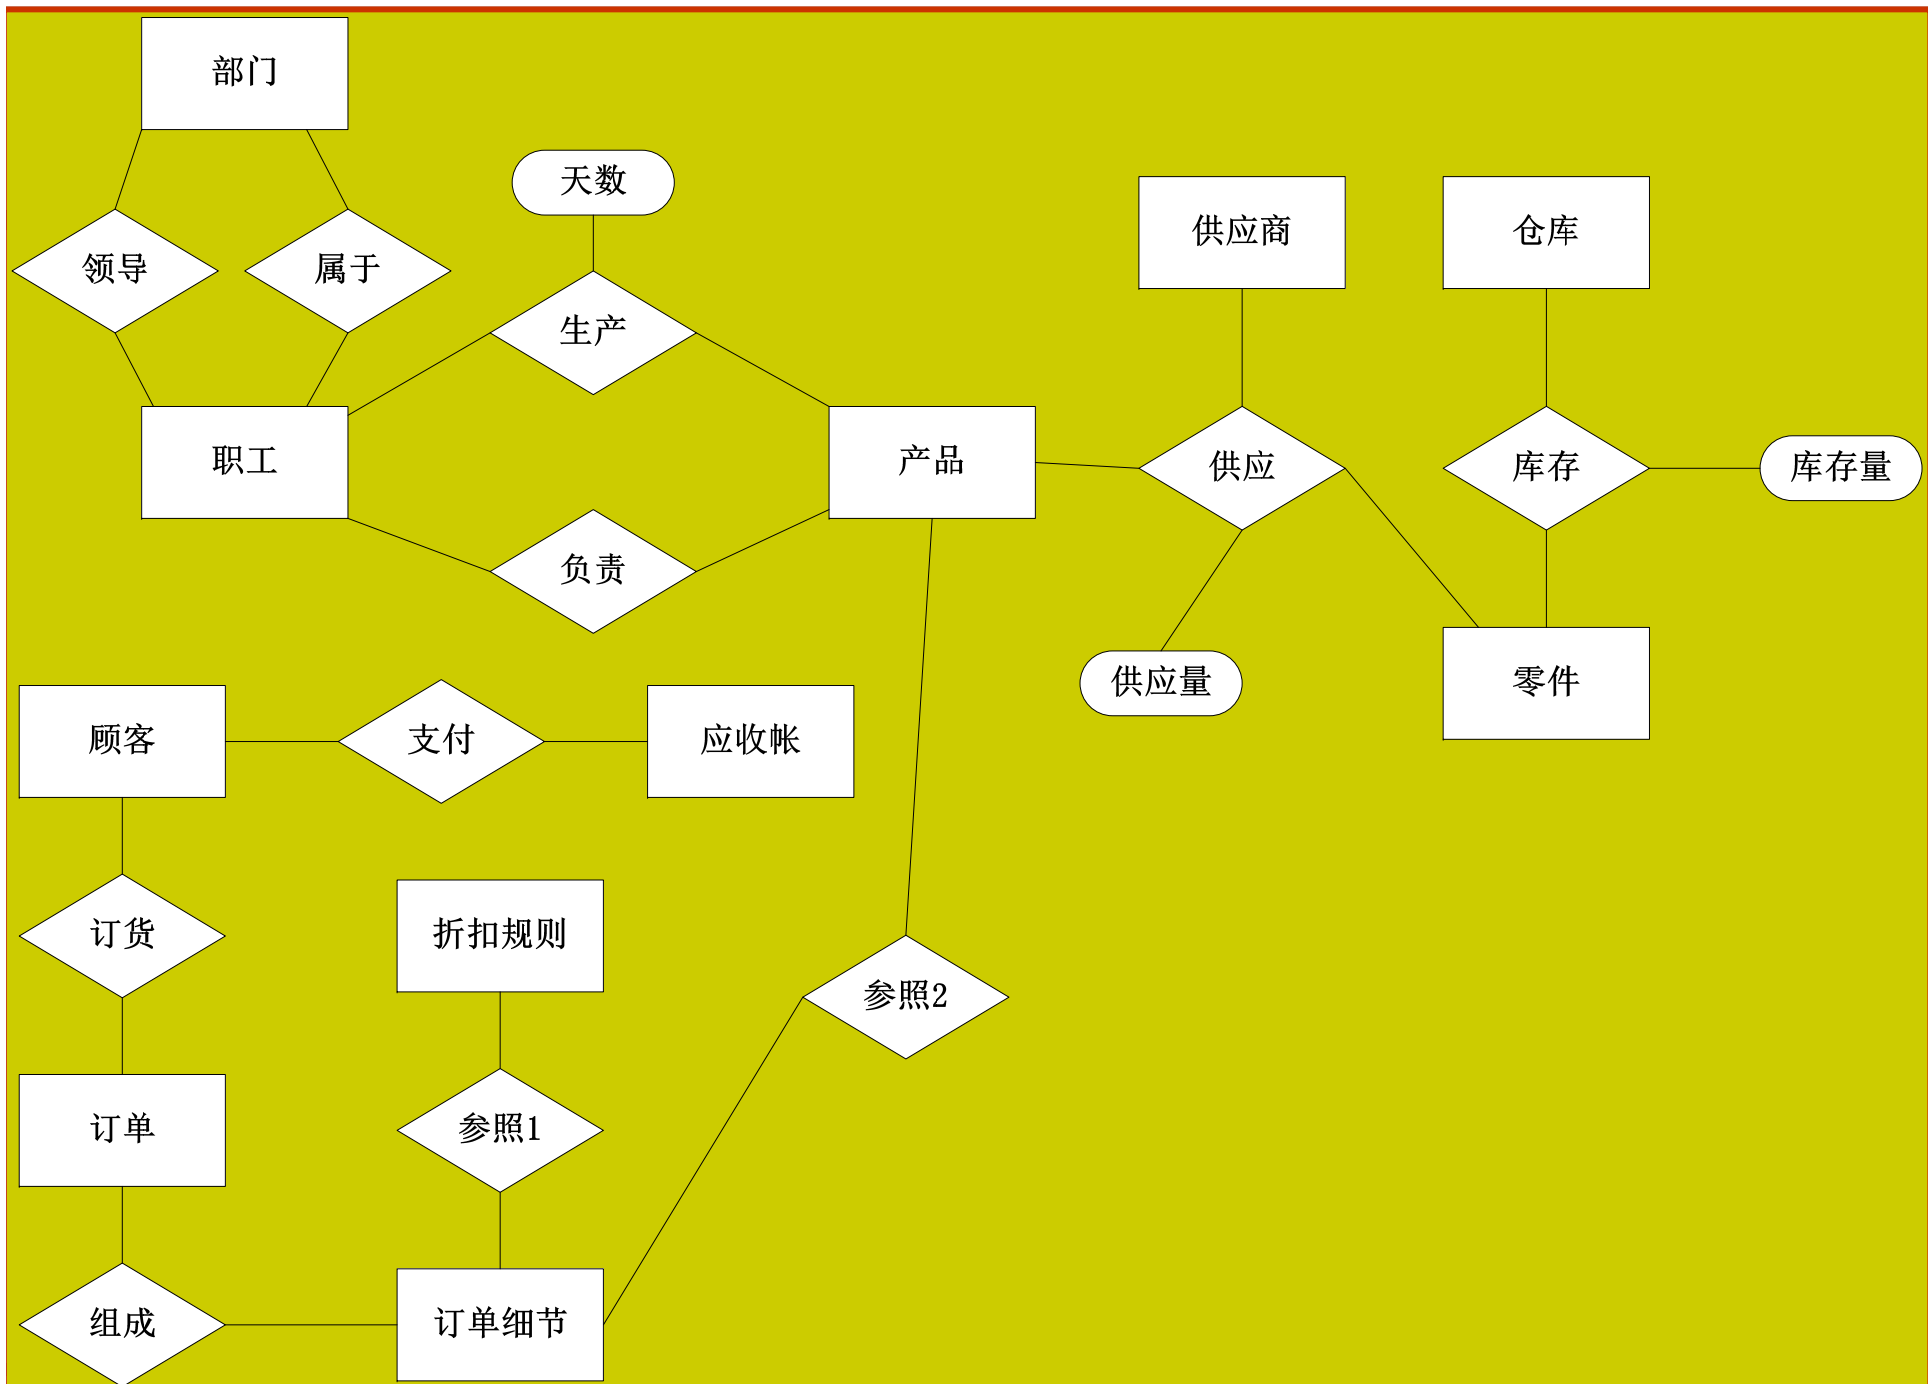 部门
天数
供应商
仓库
领导
属于
生产
职工
产品
供应
库存
库存量
负责
供应量
零件
顾客
支付
应收帐
订货
折扣规则
参照2
订单
参照1
组成
订单细节